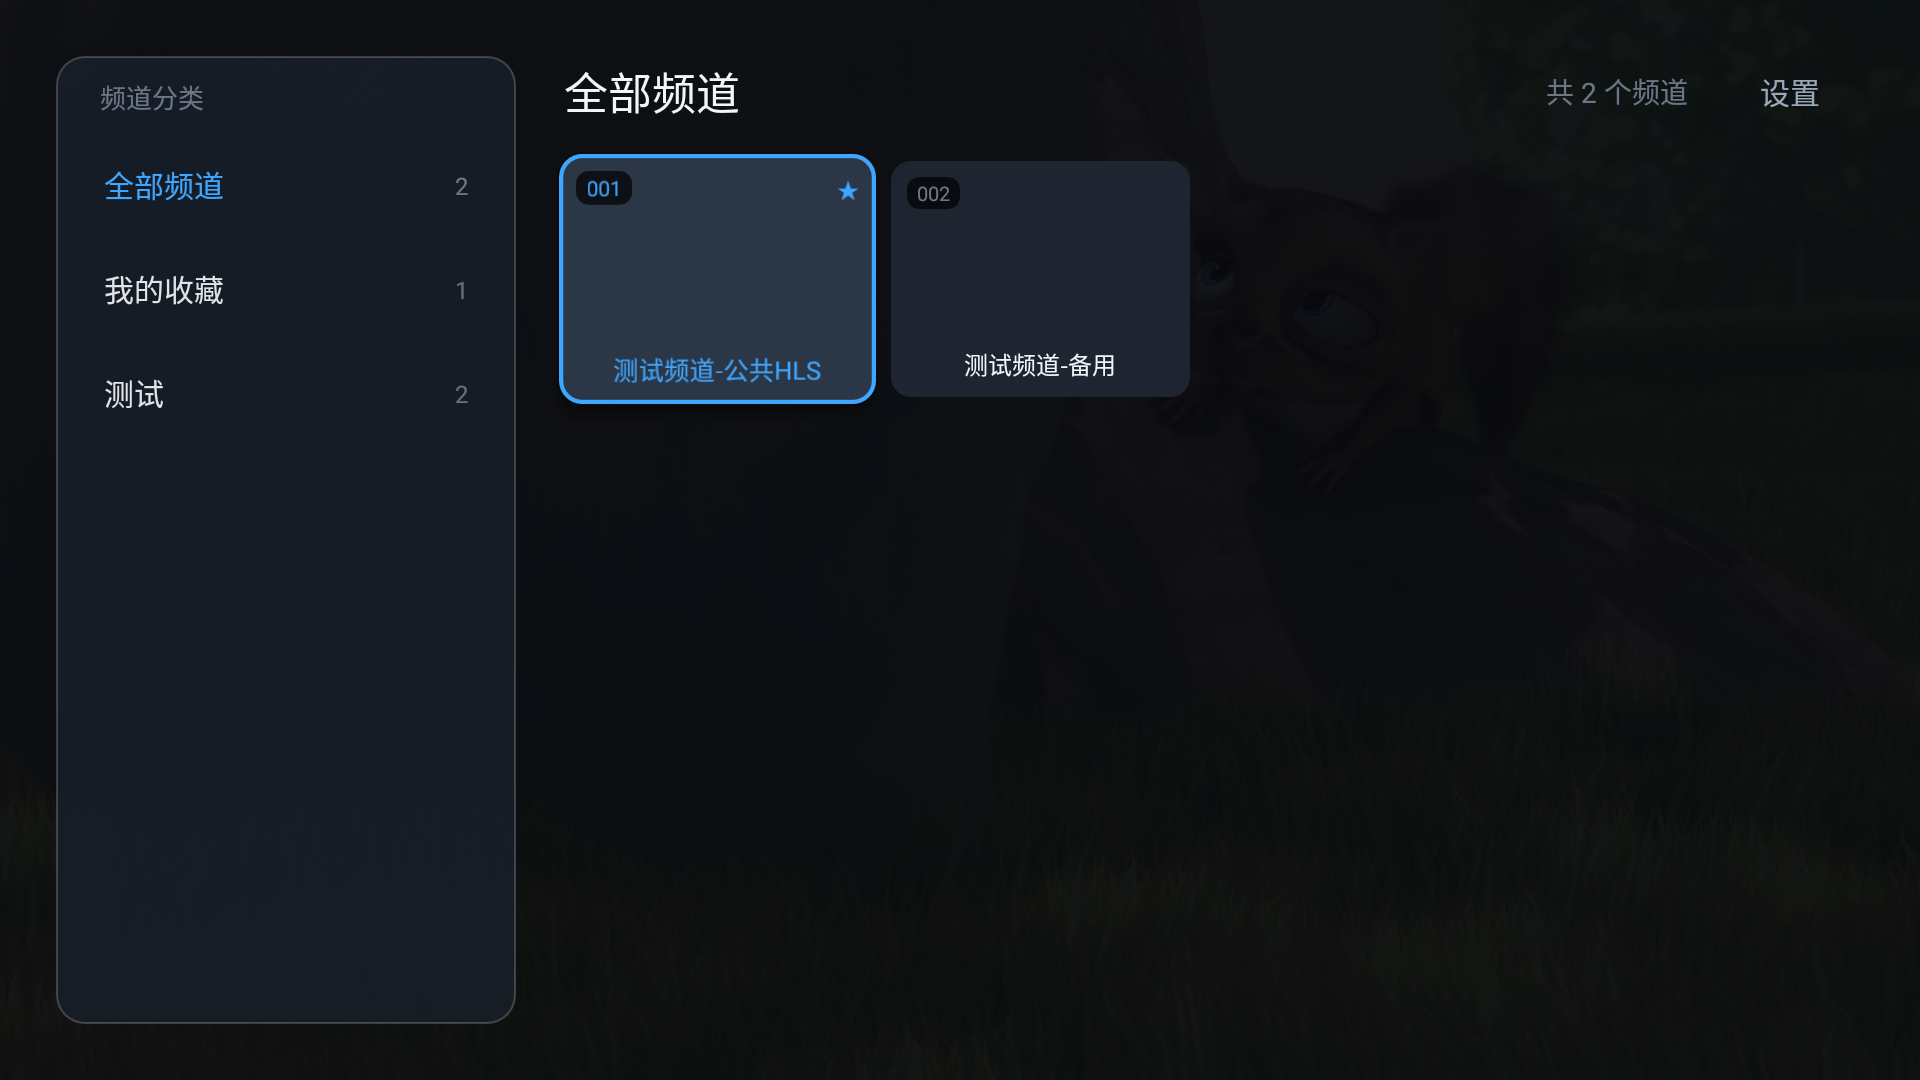 频道分类
全部频道 2
我的收藏 1
测试 2
全部频道
共 2 个频道 设置
001 ★
测试频道-公共HLS
002
测试频道-备用